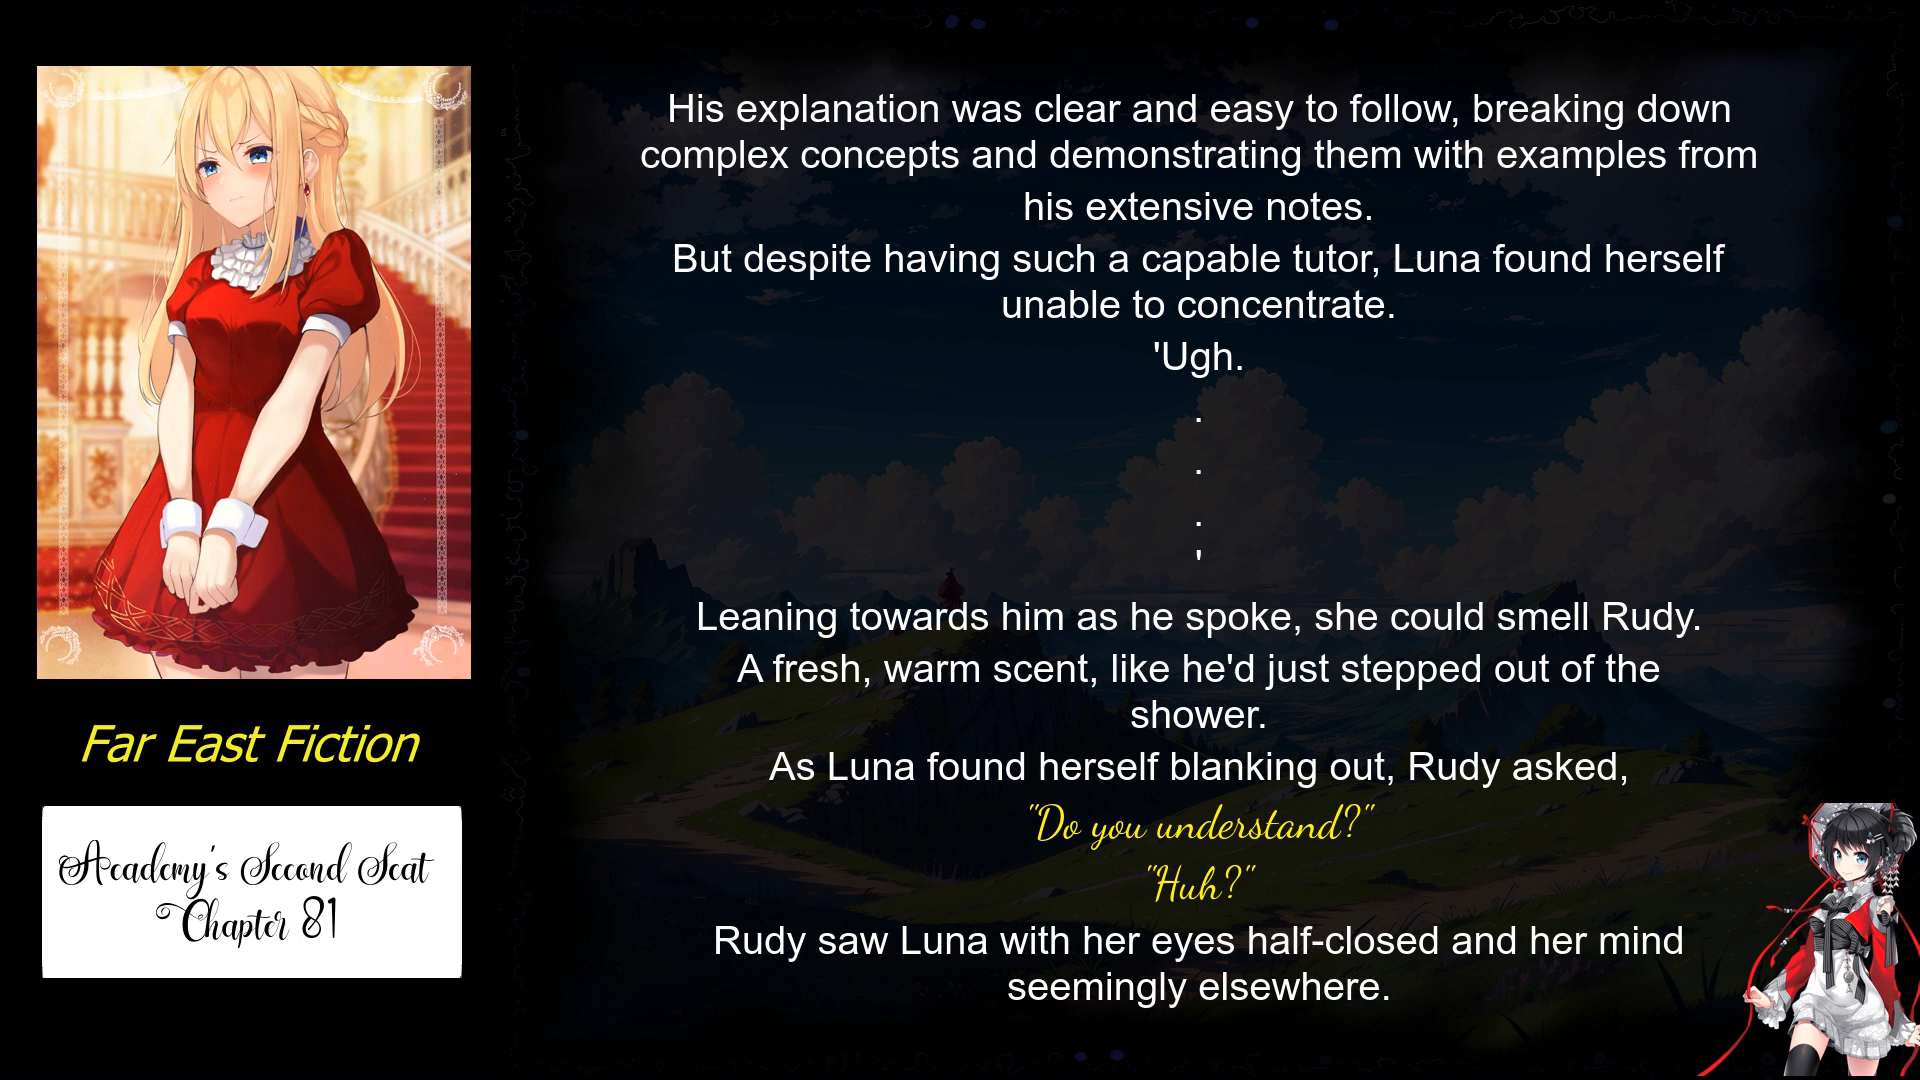 His explanation was clear and easy to follow, breaking down
complex concepts and demonstrating them with examples from
his extensive notes.
But despite having such a capable tutor, Luna found herself
unable to concentrate.
'Ugh.
.
.
.
'
Leaning towards him as he spoke, she could smell Rudy.
A fresh, warm scent, like he'd just stepped out of the
shower.
As Luna found herself blanking out, Rudy asked,
"Do you understand?"
"Huh?"
Rudy saw Luna with her eyes half-closed and her mind
seemingly elsewhere.
Far East Fiction
Academy's Second Seat
Chapter 81